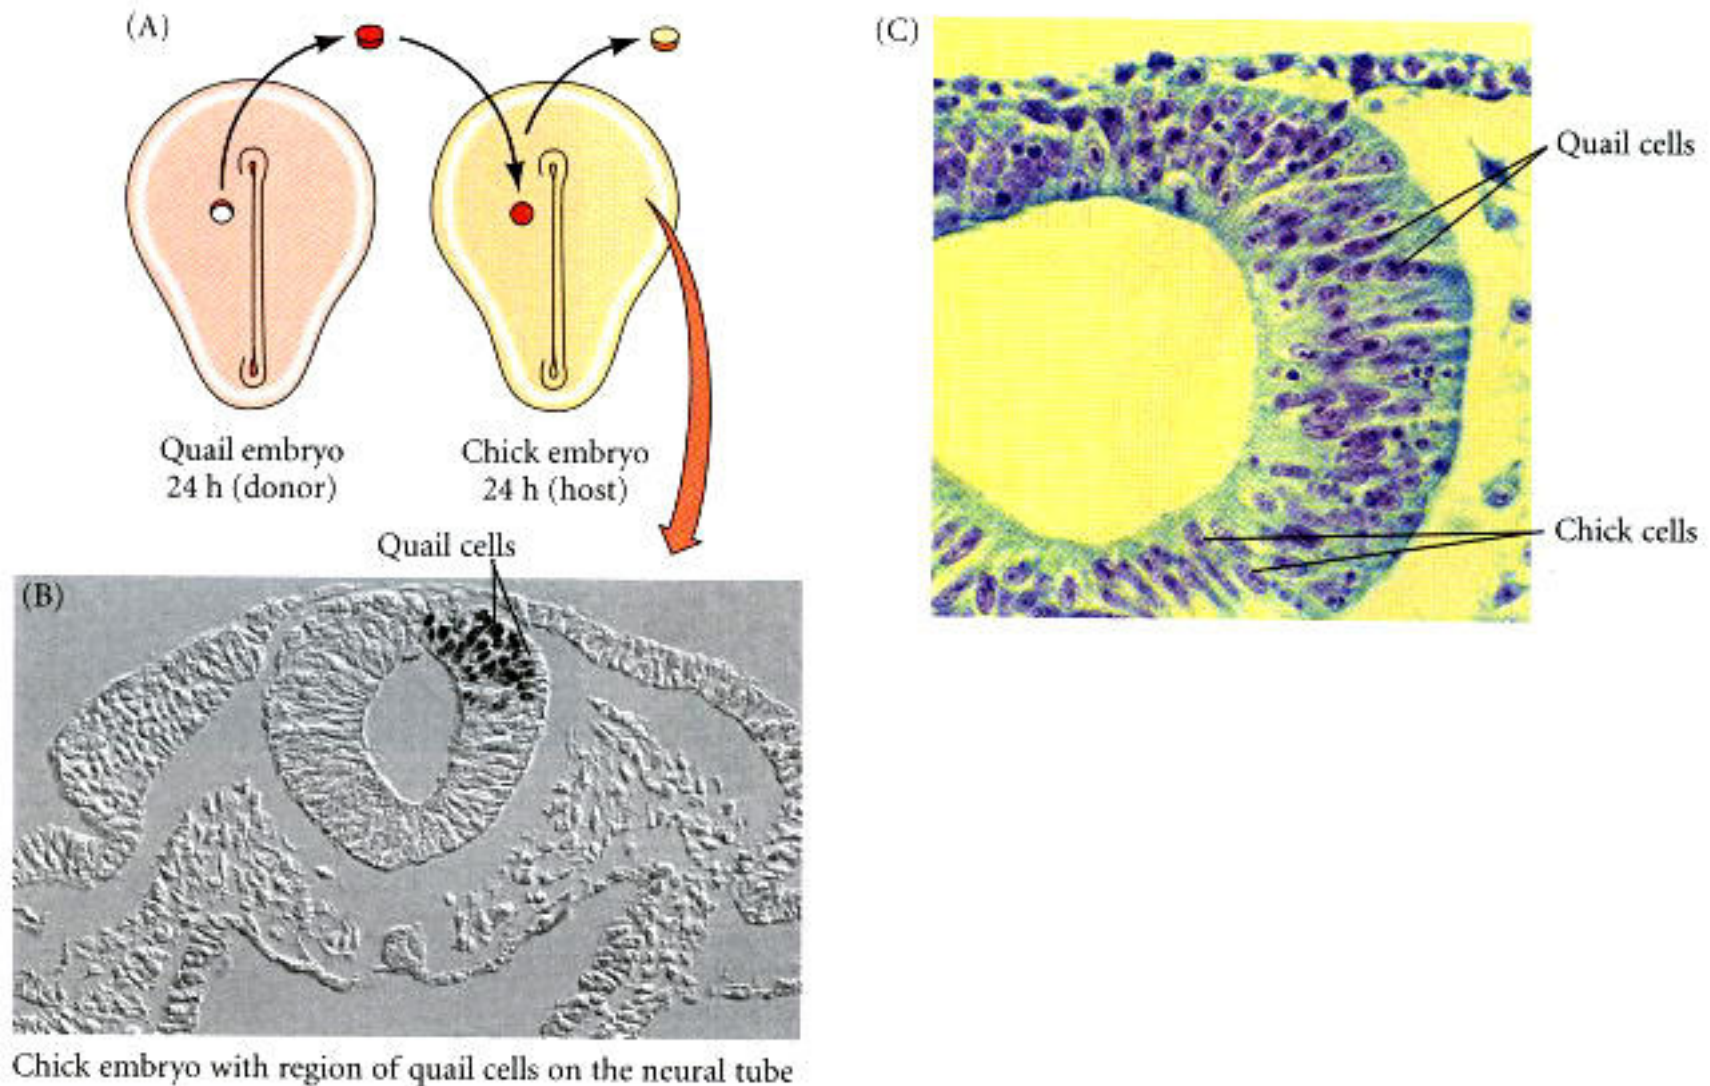 (A)
Quail embryo
24 h (donor)
Chick embryo
24 h (host)
Quail cells
(B)
Chick embryo with region of quail cells on the neural tube
(C)
Quail cells
Chick cells